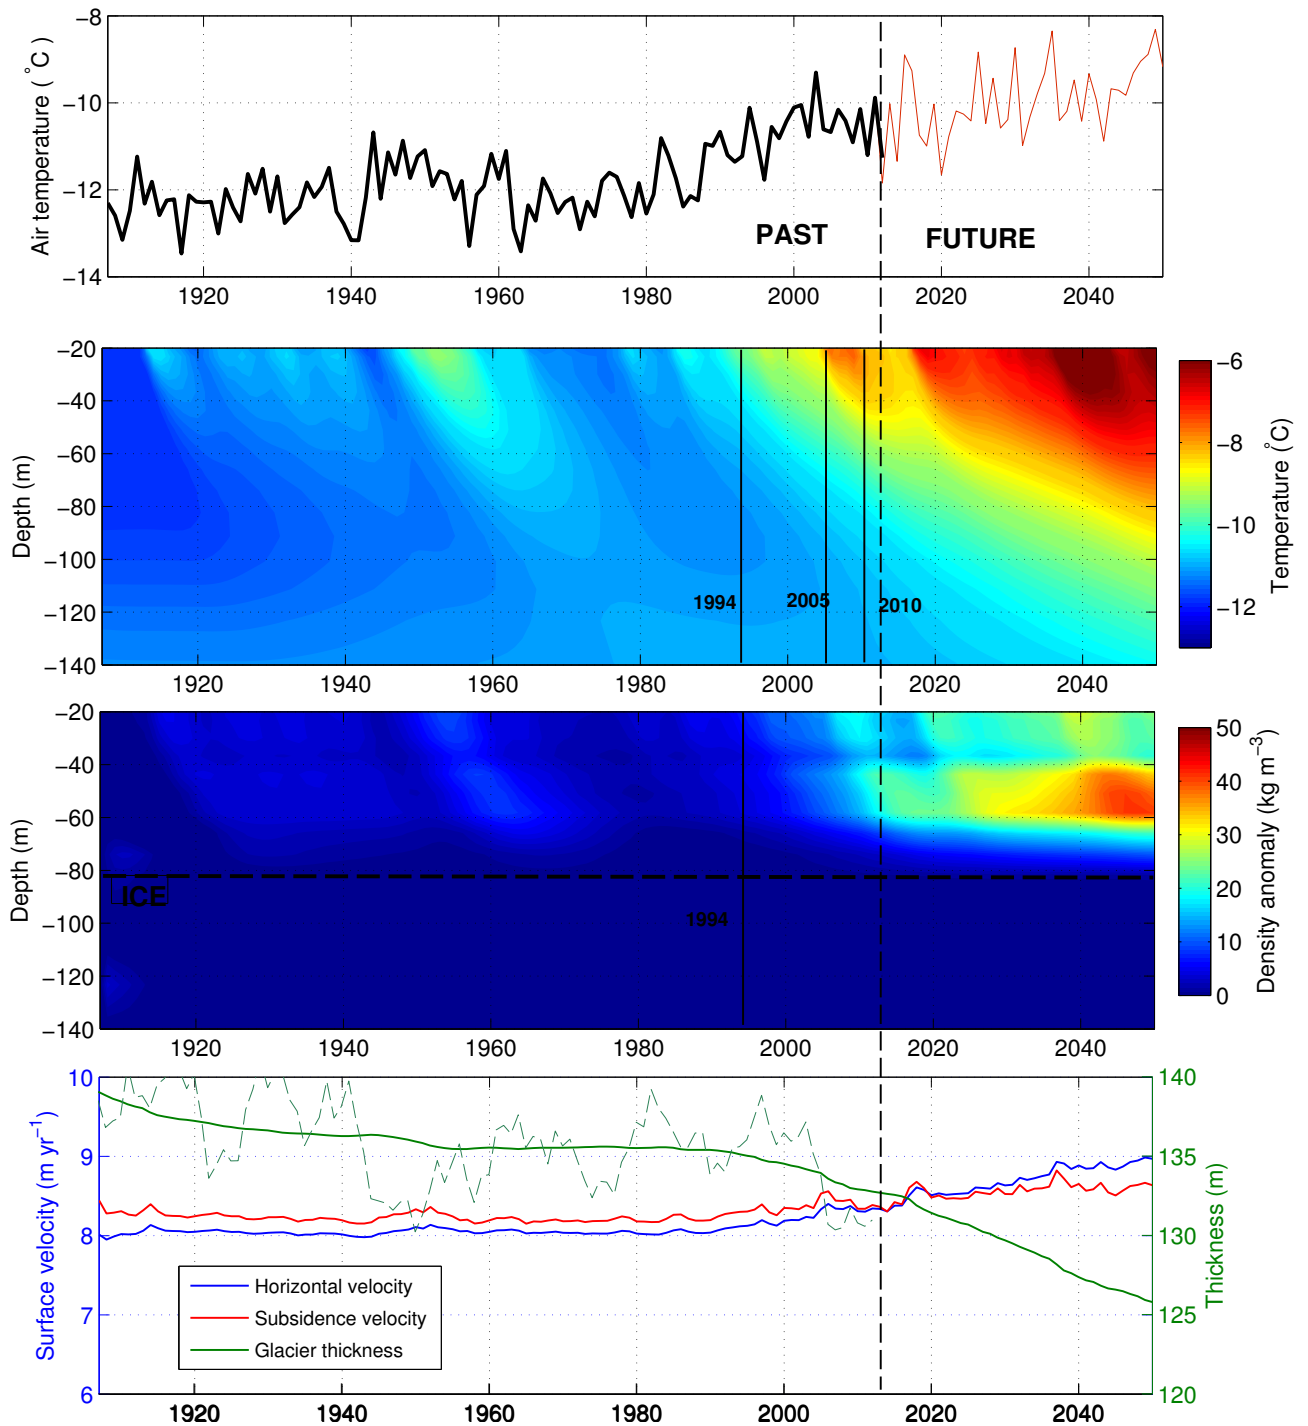 Air temperature (°C)
−8
−10
−12
−14
PAST
FUTURE
1920 1940 1960 1980 2000 2020 2040
Depth (m)
−20
−40
−60
−80
−100
−120
−140
1994
2005
2010
1920 1940 1960 1980 2000 2020 2040
−6
−8
−10
−12
Temperature (°C)
Depth (m)
−20
−40
−60
−80
−100
−120
−140
ICE
1994
1920 1940 1960 1980 2000 2020 2040
50
40
30
20
10
0
Density anomaly (kg m⁻³)
Surface velocity (m yr⁻¹)
10
9
8
7
6
Horizontal velocity
Subsidence velocity
Glacier thickness
1920 1940 1960 1980 2000 2020 2040
140
135
130
125
120
Thickness (m)